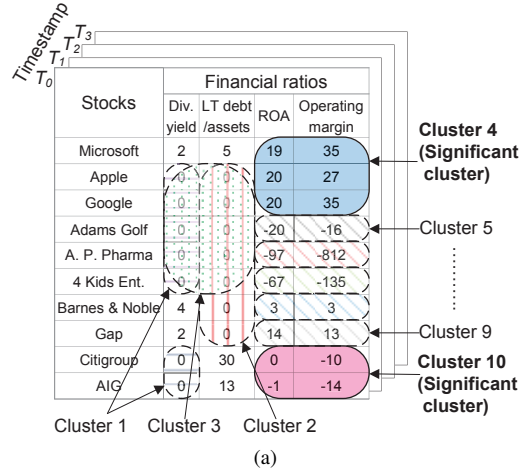 Timestamp
T3
T2
T1
T0
Stocks
Financial ratios
Div. yield
LT debt /assets
ROA
Operating margin
Microsoft 2 5 19 35
Apple 0 0 20 27
Google 0 0 20 35
Adams Golf 0 0 -20 -16
A. P. Pharma 0 0 -97 -812
4 Kids Ent. 0 0 -67 -135
Barnes & Noble 4 0 3 3
Gap 2 0 14 13
Citigroup 0 30 0 -10
AIG 0 13 -1 -14
Cluster 4
(Significant
cluster)
Cluster 5
Cluster 9
Cluster 10
(Significant
cluster)
Cluster 1 Cluster 3 Cluster 2
(a)